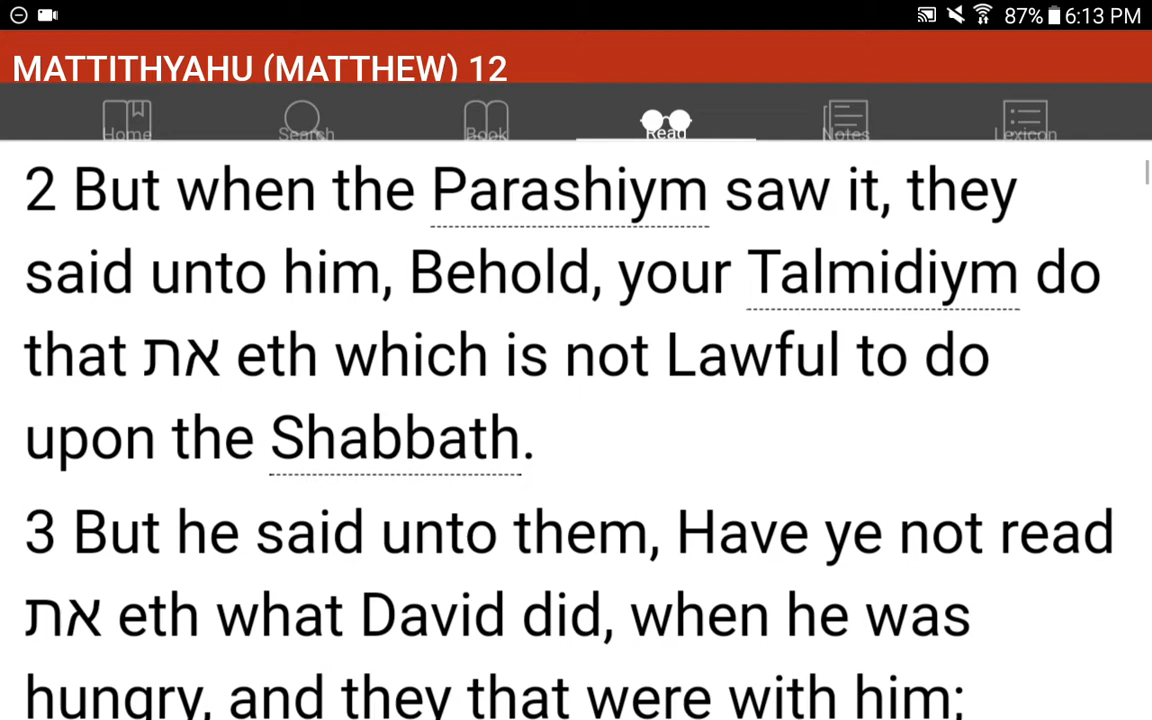 87% 6:13 PM
MATTITHYAHU (MATTHEW) 12
Home Search Book Read Notes Lexicon
2 But when the Parashiym saw it, they
said unto him, Behold, your Talmidiym do
that את eth which is not Lawful to do
upon the Shabbath.
3 But he said unto them, Have ye not read
את eth what David did, when he was
hungry, and they that were with him;